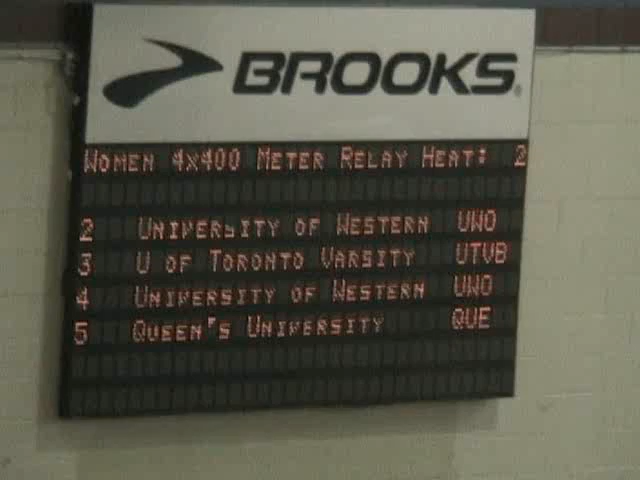 BROOKS
WOMEN 4X400 METER RELAY HEAT: 2
2 UNIVERSITY OF WESTERN UWO
3 U OF TORONTO VARSITY UTVB
4 UNIVERSITY OF WESTERN UWO
5 QUEEN'S UNIVERSITY QUE